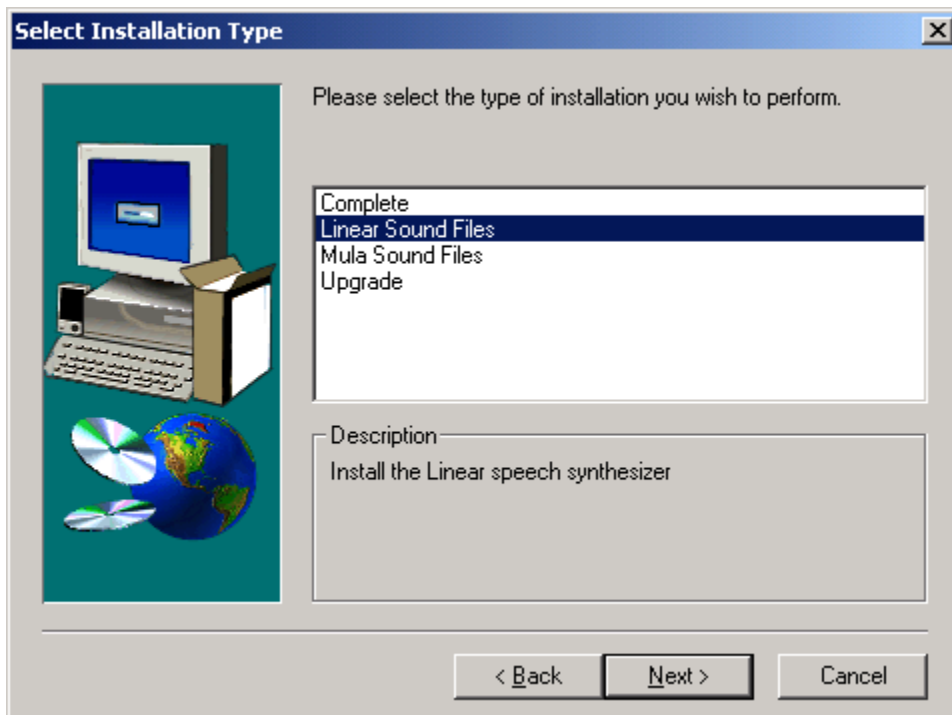 Select Installation Type
Please select the type of installation you wish to perform.
Complete
Linear Sound Files
Mula Sound Files
Upgrade
Description
Install the Linear speech synthesizer
< Back Next > Cancel